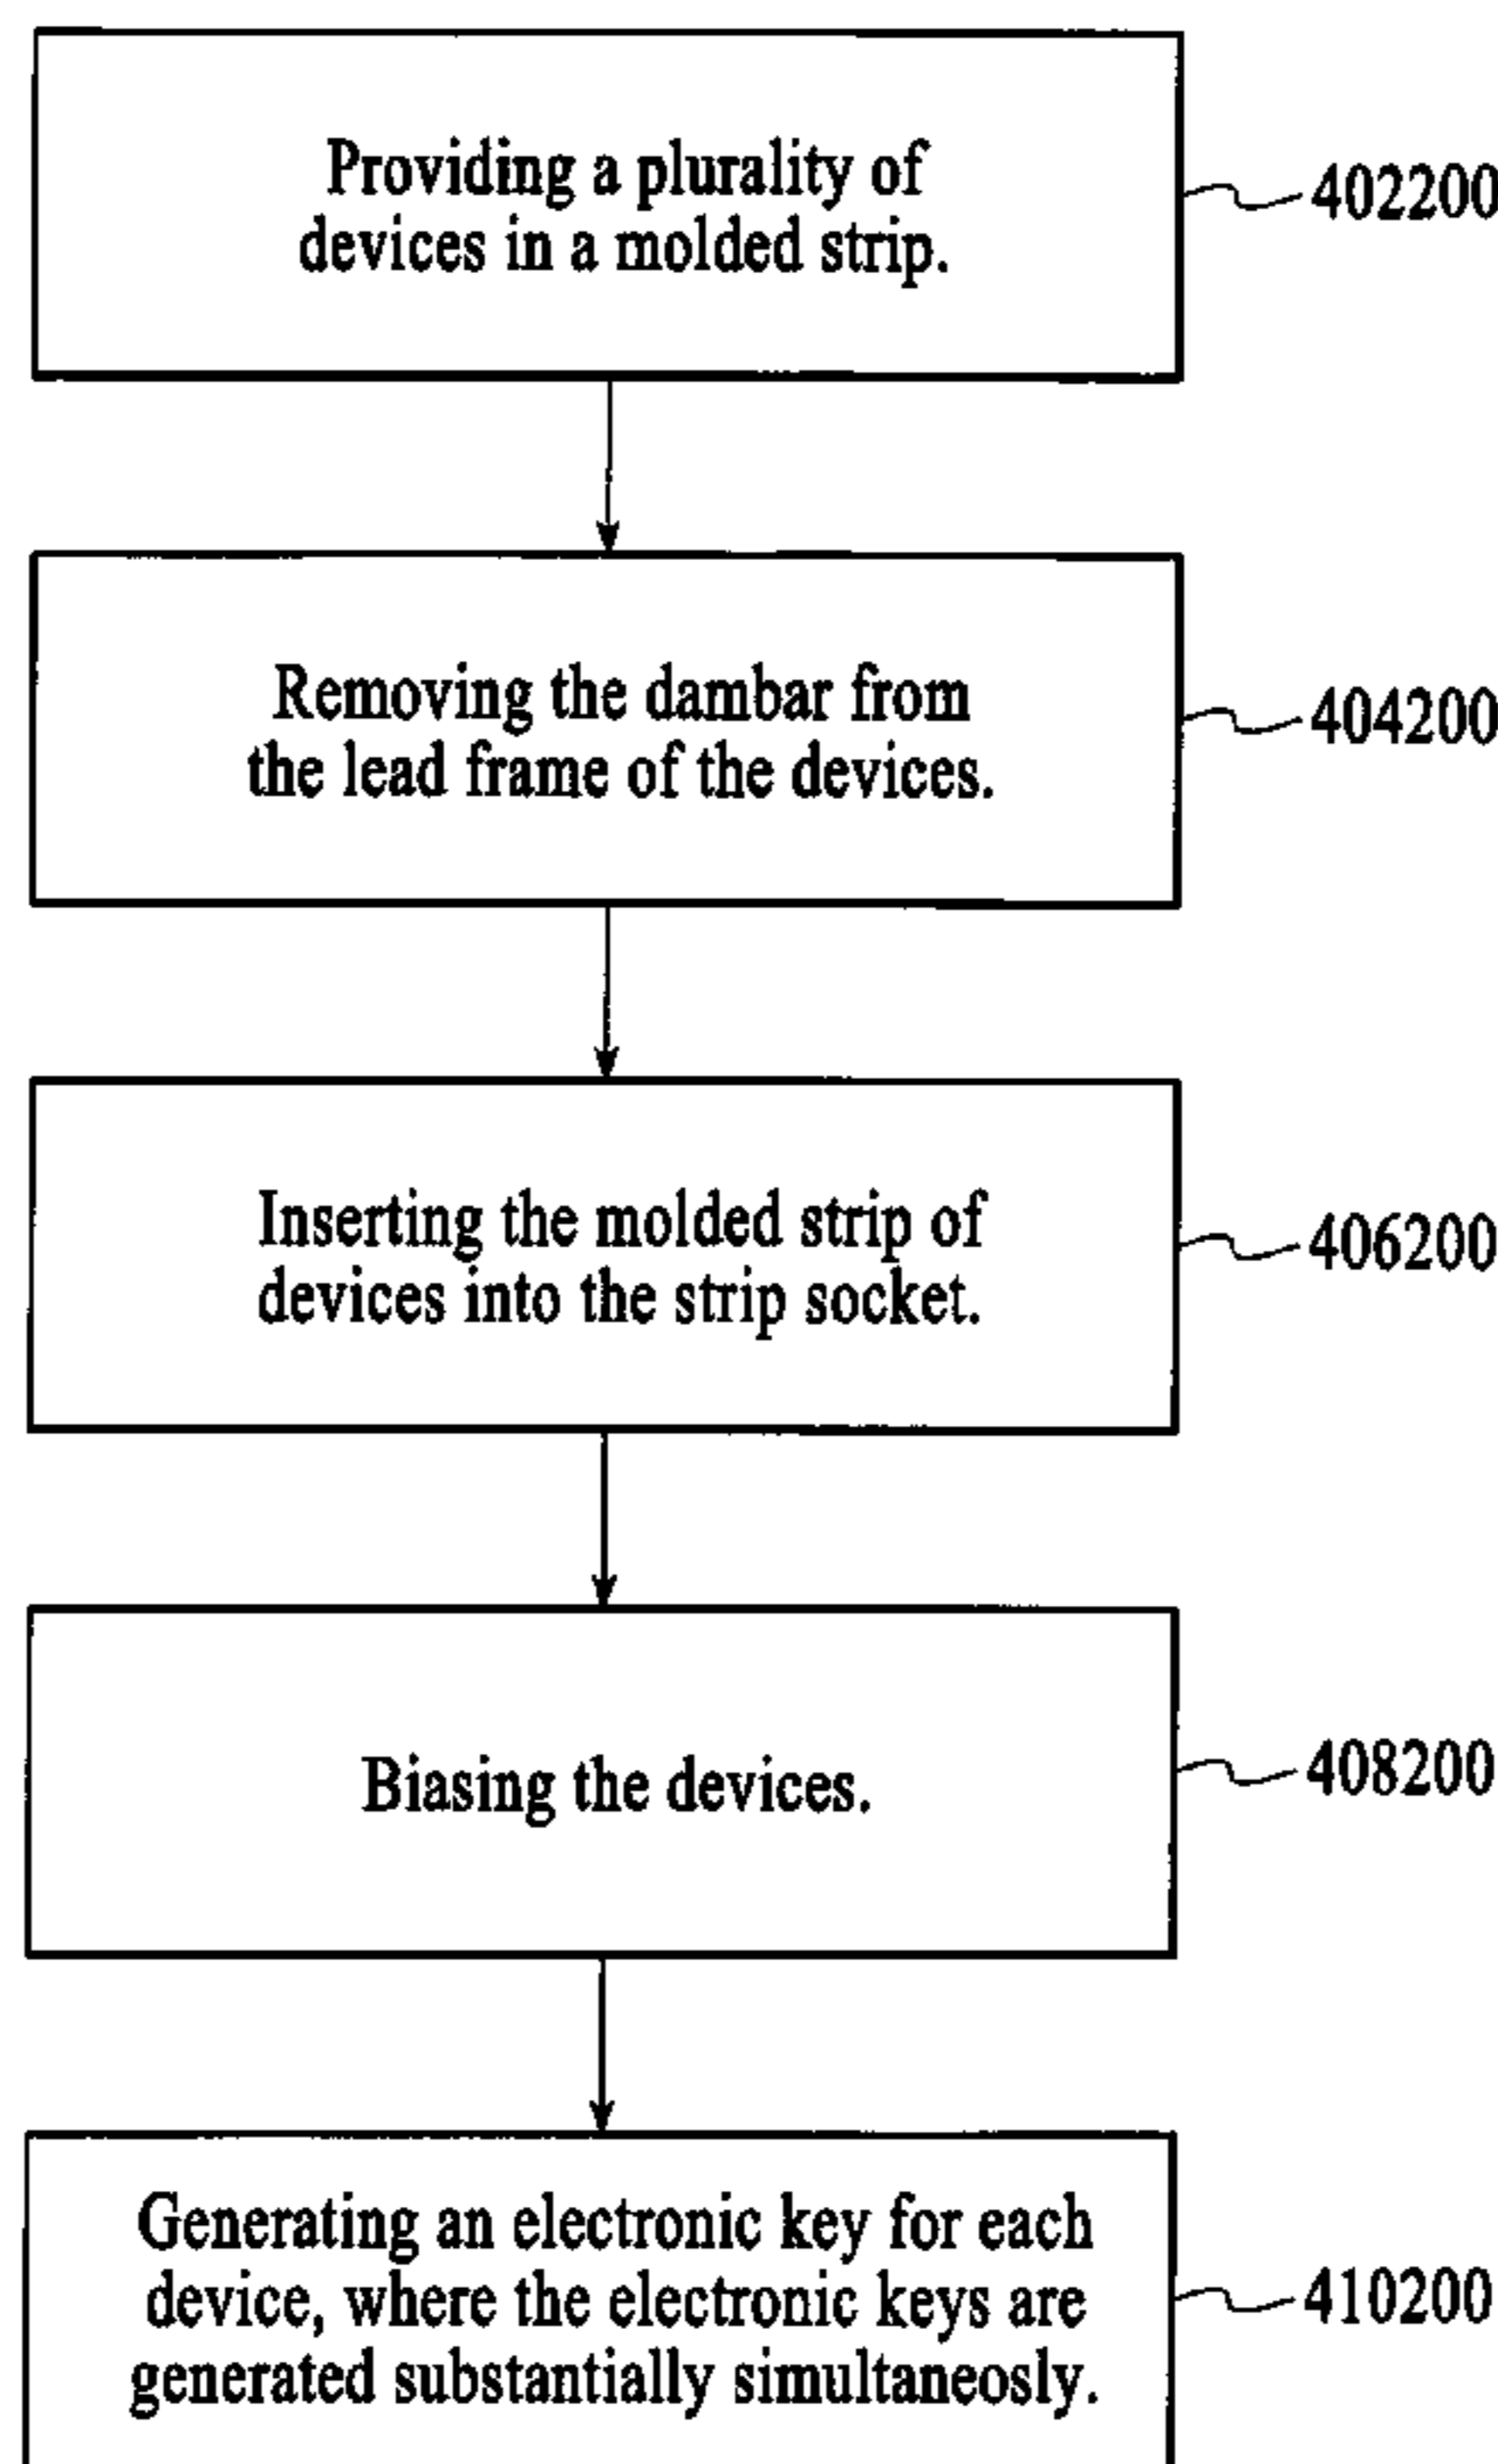 Providing a plurality of
devices in a molded strip.
402200
Removing the dambar from
the lead frame of the devices.
404200
Inserting the molded strip of
devices into the strip socket.
406200
Biasing the devices.
408200
Generating an electronic key for each
device, where the electronic keys are
generated substantially simultaneosly.
410200